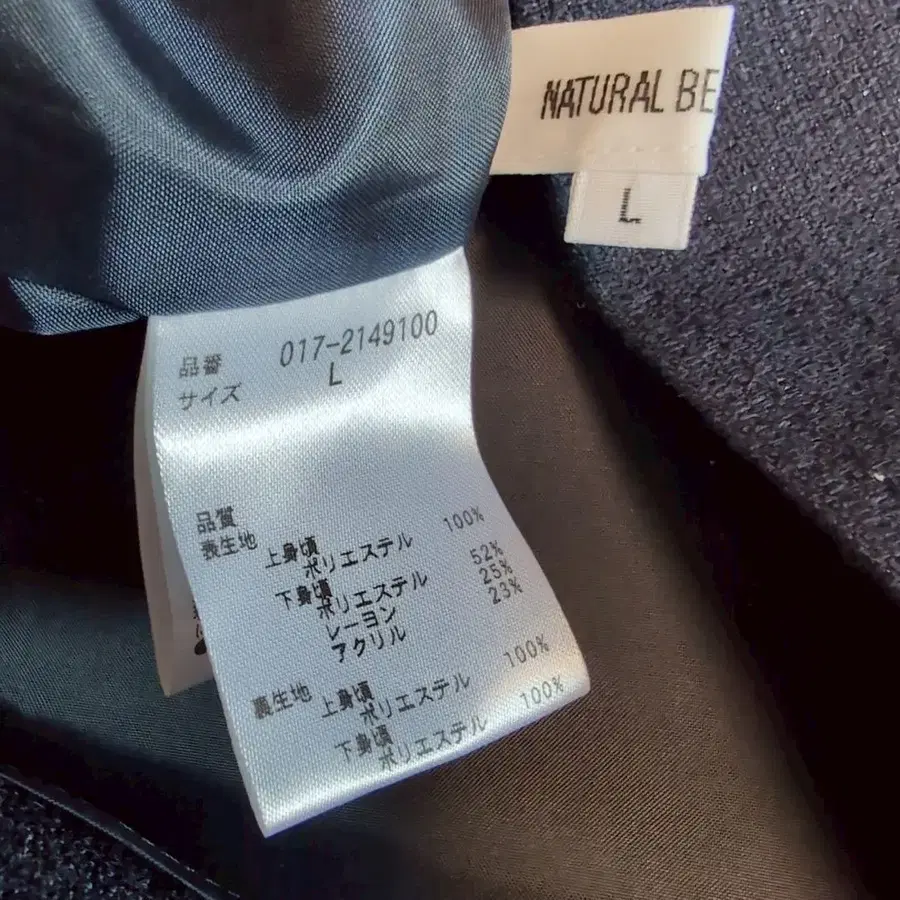 NATURAL BE
L
品番 017-2149100
サイズ L
品質
表生地
上身頃
ポリエステル 100%
下身頃
ポリエステル 52%
レーヨン 25%
アクリル 23%
裏生地
上身頃
ポリエステル 100%
下身頃
ポリエステル 100%